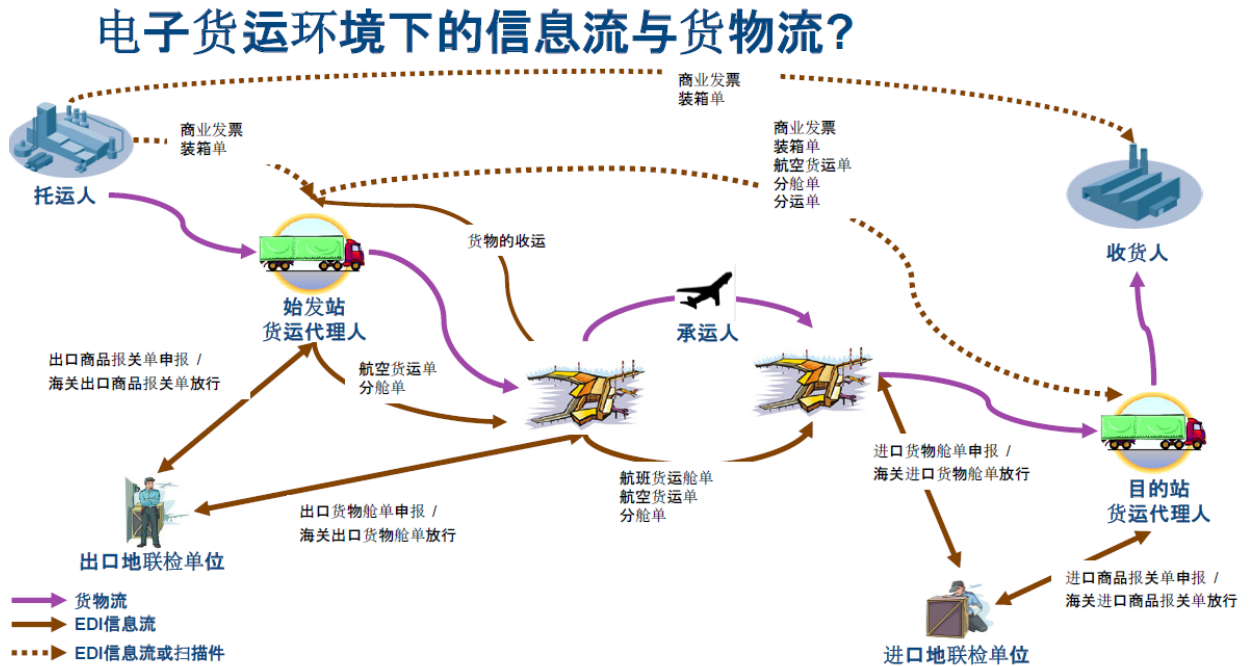 电子货运环境下的信息流与货物流?
商业发票
装箱单
商业发票
装箱单
商业发票
装箱单
航空货运单
分舱单
分运单
托运人
收货人
货物的收运
始发站
货运代理人
承运人
出口商品报关单申报 /
海关出口商品报关单放行
航空货运单
分舱单
进口货物舱单申报 /
海关进口货物舱单放行
航班货运舱单
航空货运单
分舱单
目的站
货运代理人
出口货物舱单申报 /
海关出口货物舱单放行
出口地联检单位
进口商品报关单申报 /
海关进口商品报关单放行
货物流
EDI信息流
EDI信息流或扫描件
进口地联检单位